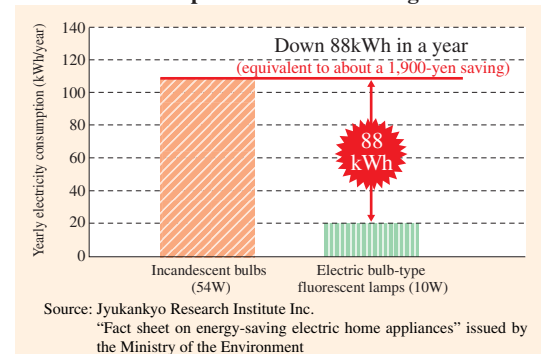 Yearly electricity consumption (kWh/year)
140
120
100
80
60
40
20
0
Down 88kWh in a year
(equivalent to about a 1,900-yen saving)
88
kWh
Incandescent bulbs
(54W)
Electric bulb-type
fluorescent lamps (10W)
Source: Jyukankyo Research Institute Inc.
“Fact sheet on energy-saving electric home appliances” issued by
the Ministry of the Environment